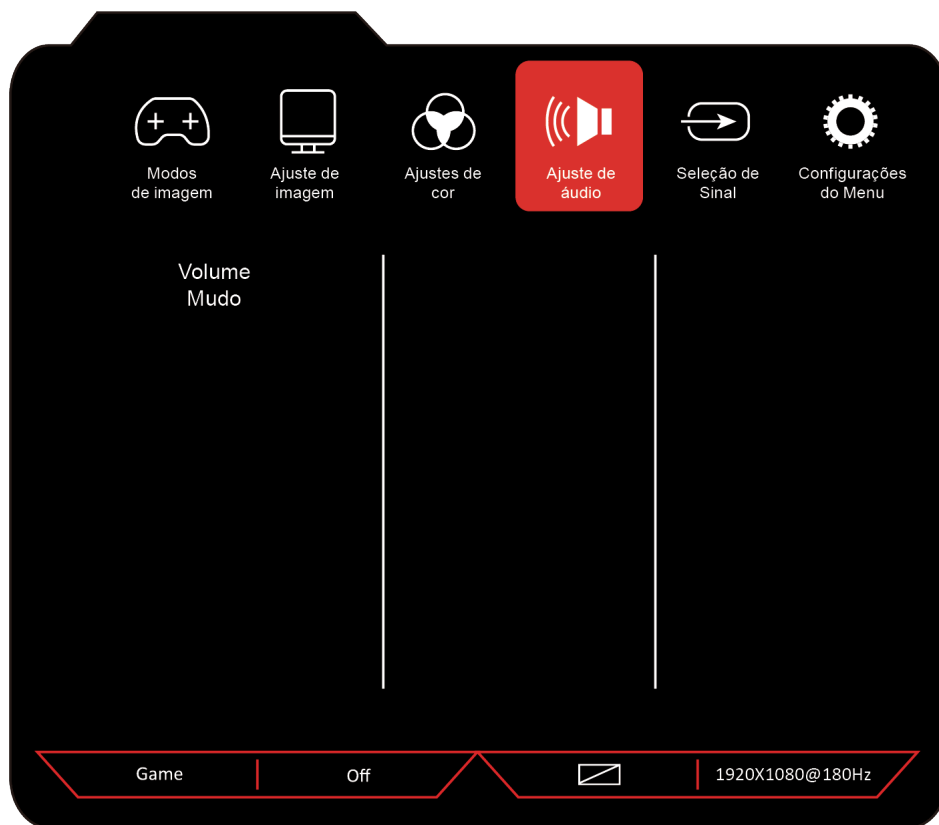 Modos
de imagem
Ajuste de
imagem
Ajustes de
cor
Ajuste de
áudio
Seleção de
Sinal
Configurações
do Menu
Volume
Mudo
Game
Off
1920X1080@180Hz